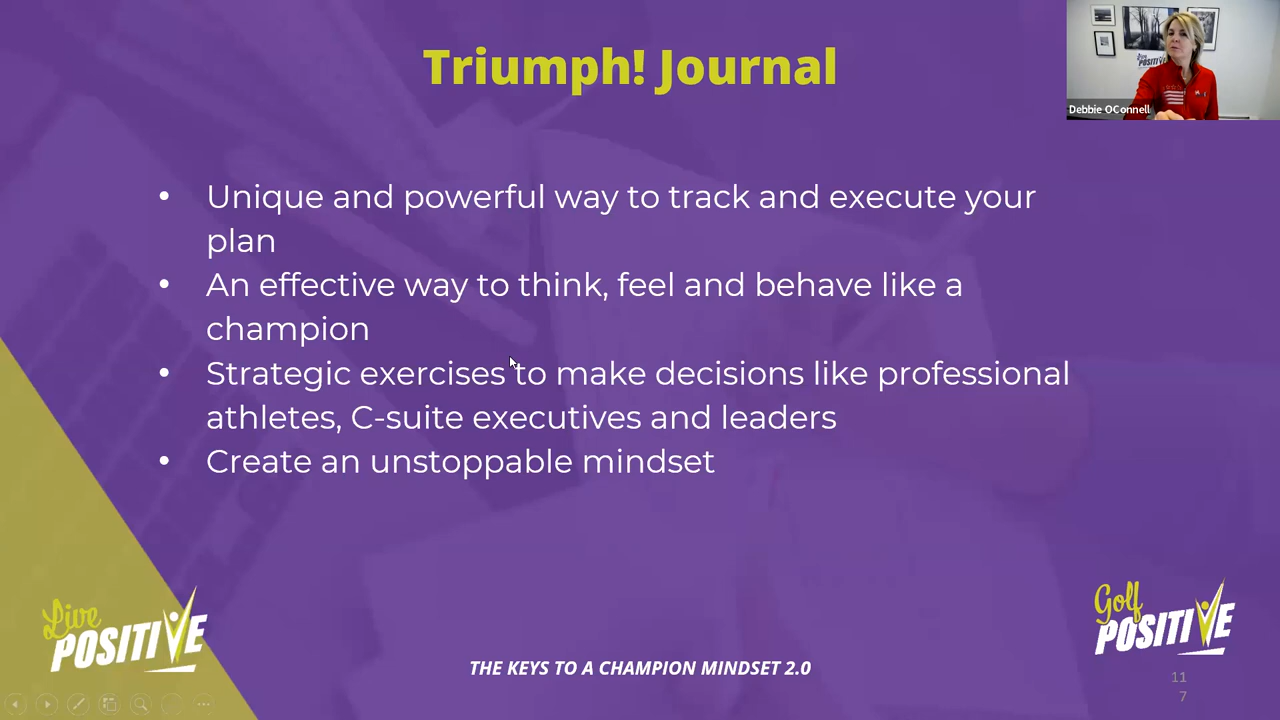 Triumph! Journal
Debbie OConnell
• Unique and powerful way to track and execute your
plan
• An effective way to think, feel and behave like a
champion
• Strategic exercises to make decisions like professional
athletes, C-suite executives and leaders
• Create an unstoppable mindset
Live
POSITIVE
Golf
POSITIVE
THE KEYS TO A CHAMPION MINDSET 2.0
11
7